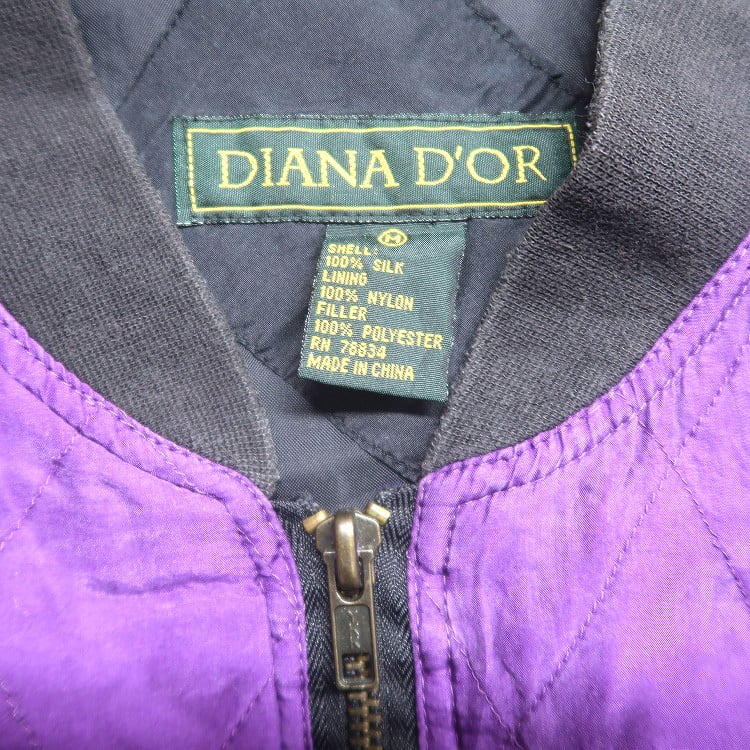 DIANA D'OR
M
SHELL:
100% SILK
LINING
100% NYLON
FILLER
100% POLYESTER
RN 78834
MADE IN CHINA